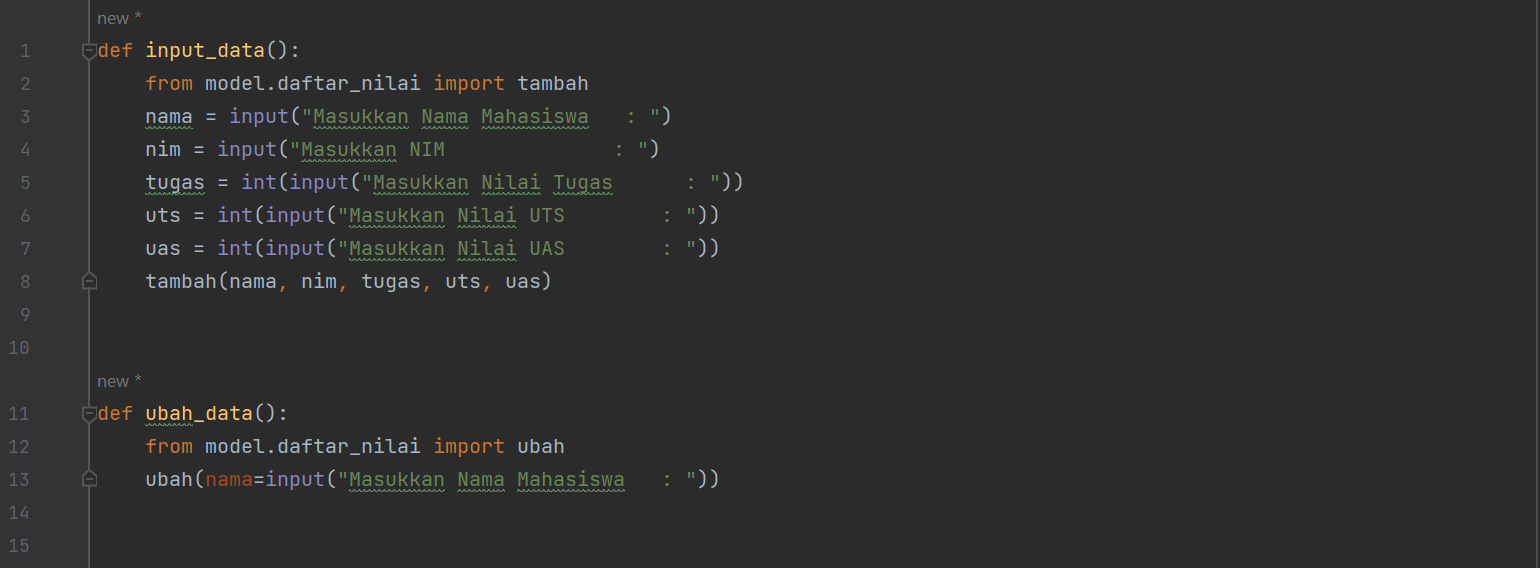 new *
1 def input_data():
2     from model.daftar_nilai import tambah
3     nama = input("Masukkan Nama Mahasiswa   : ")
4     nim = input("Masukkan NIM              : ")
5     tugas = int(input("Masukkan Nilai Tugas      : "))
6     uts = int(input("Masukkan Nilai UTS        : "))
7     uas = int(input("Masukkan Nilai UAS        : "))
8     tambah(nama, nim, tugas, uts, uas)
9
10
new *
11 def ubah_data():
12     from model.daftar_nilai import ubah
13     ubah(nama=input("Masukkan Nama Mahasiswa   : "))
14
15